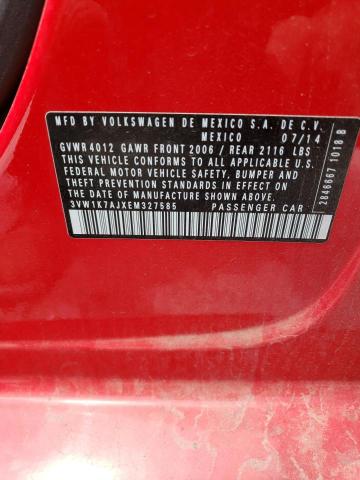 MFD BY VOLKSWAGEN DE MEXICO S.A. DE C.V.
MEXICO 07/14
GVWR 4012 GAWR FRONT 2006 / REAR 2116 LBS
THIS VEHICLE CONFORMS TO ALL APPLICABLE U.S.
FEDERAL MOTOR VEHICLE SAFETY, BUMPER AND
THEFT PREVENTION STANDARDS IN EFFECT ON
THE DATE OF MANUFACTURE SHOWN ABOVE.
3VW1K7AJXEM327585 PASSENGER CAR
2848667 1018 B